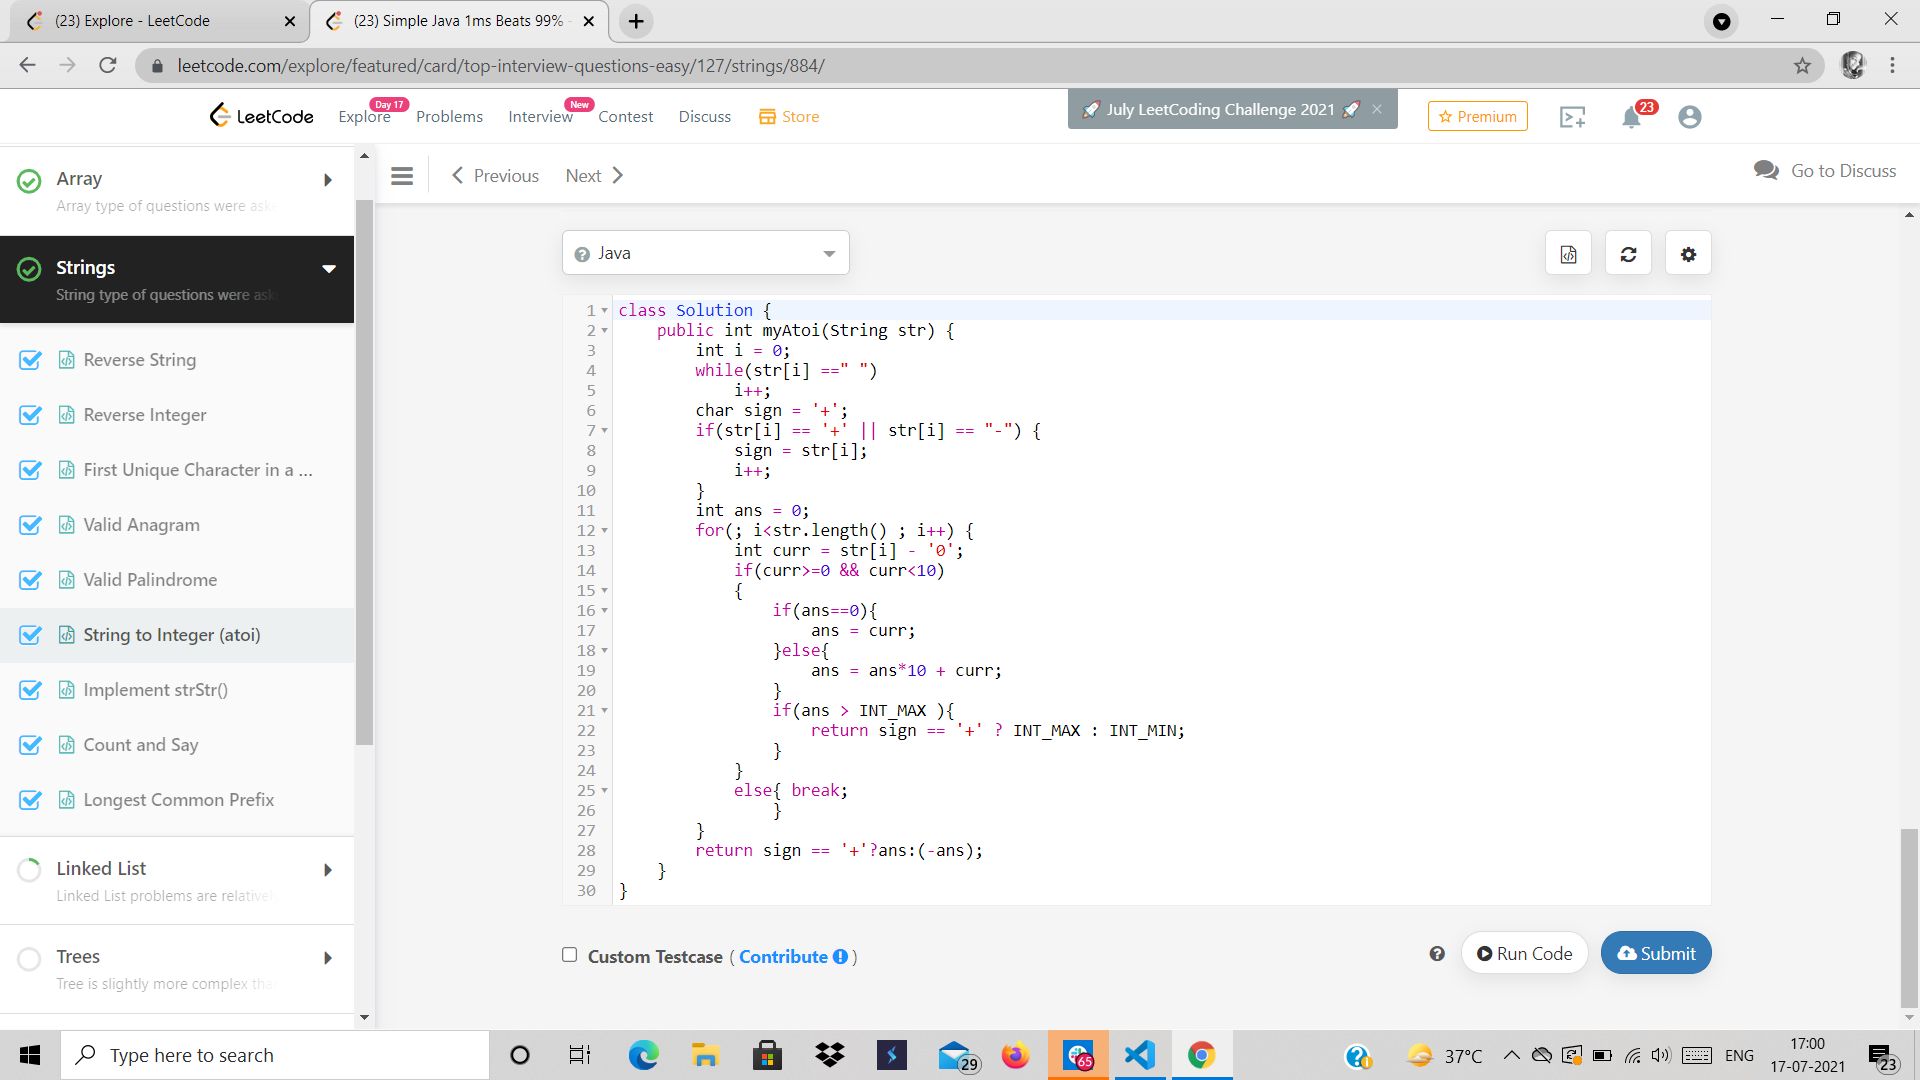 (23) Explore - LeetCode
(23) Simple Java 1ms Beats 99% -
leetcode.com/explore/featured/card/top-interview-questions-easy/127/strings/884/
LeetCode
Explore
Day 17
Problems
Interview
New
Contest
Discuss
Store
🚀 July LeetCoding Challenge 2021 🚀 ×
Premium
23
Array
Array type of questions were aske
Strings
String type of questions were ask
Reverse String
Reverse Integer
First Unique Character in a ...
Valid Anagram
Valid Palindrome
String to Integer (atoi)
Implement strStr()
Count and Say
Longest Common Prefix
Linked List
Linked List problems are relative
Trees
Tree is slightly more complex tha
Previous
Next
Go to Discuss
Java
1 class Solution {
2     public int myAtoi(String str) {
3         int i = 0;
4         while(str[i] ==" ")
5             i++;
6         char sign = '+';
7         if(str[i] == '+' || str[i] == "-") {
8             sign = str[i];
9             i++;
10         }
11         int ans = 0;
12         for(; i<str.length() ; i++) {
13             int curr = str[i] - '0';
14             if(curr>=0 && curr<10)
15             {
16                 if(ans==0){
17                     ans = curr;
18                 }else{
19                     ans = ans*10 + curr;
20                 }
21                 if(ans > INT_MAX ){
22                     return sign == '+' ? INT_MAX : INT_MIN;
23                 }
24             }
25             else{ break;
26                 }
27         }
28         return sign == '+'?ans:(-ans);
29     }
30 }
Custom Testcase ( Contribute )
Run Code
Submit
Type here to search
29
65
37°C
ENG
17:00
17-07-2021
23